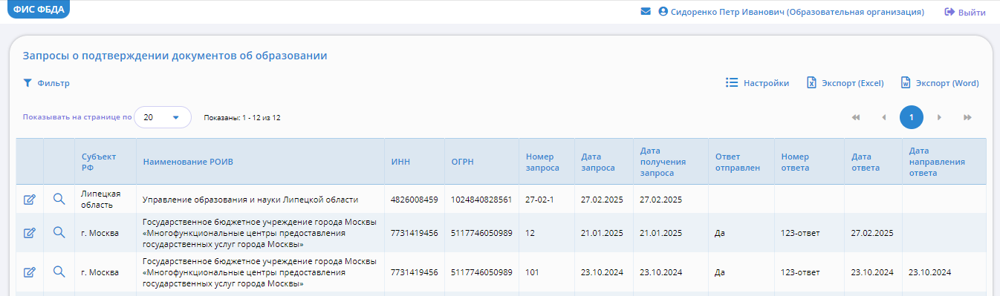 ФИС ФБДА
Сидоренко Петр Иванович (Образовательная организация)
Выйти
Запросы о подтверждении документов об образовании
Фильтр
Настройки
Экспорт (Excel)
Экспорт (Word)
Показывать на странице по 20
Показаны: 1 - 12 из 12
1
Субъект
РФ
Наименование РОИВ
ИНН
ОГРН
Номер
запроса
Дата
запроса
Дата
получения
запроса
Ответ
отправлен
Номер
ответа
Дата
ответа
Дата
направления
ответа
Липецкая
область
Управление образования и науки Липецкой области
4826008459
1024840828561
27-02-1
27.02.2025
27.02.2025
г. Москва
Государственное бюджетное учреждение города Москвы
«Многофункциональные центры предоставления
государственных услуг города Москвы»
7731419456
5117746050989
12
21.01.2025
21.01.2025
Да
123-ответ
27.02.2025
г. Москва
Государственное бюджетное учреждение города Москвы
«Многофункциональные центры предоставления
государственных услуг города Москвы»
7731419456
5117746050989
101
23.10.2024
23.10.2024
Да
123-ответ
23.10.2024
23.10.2024